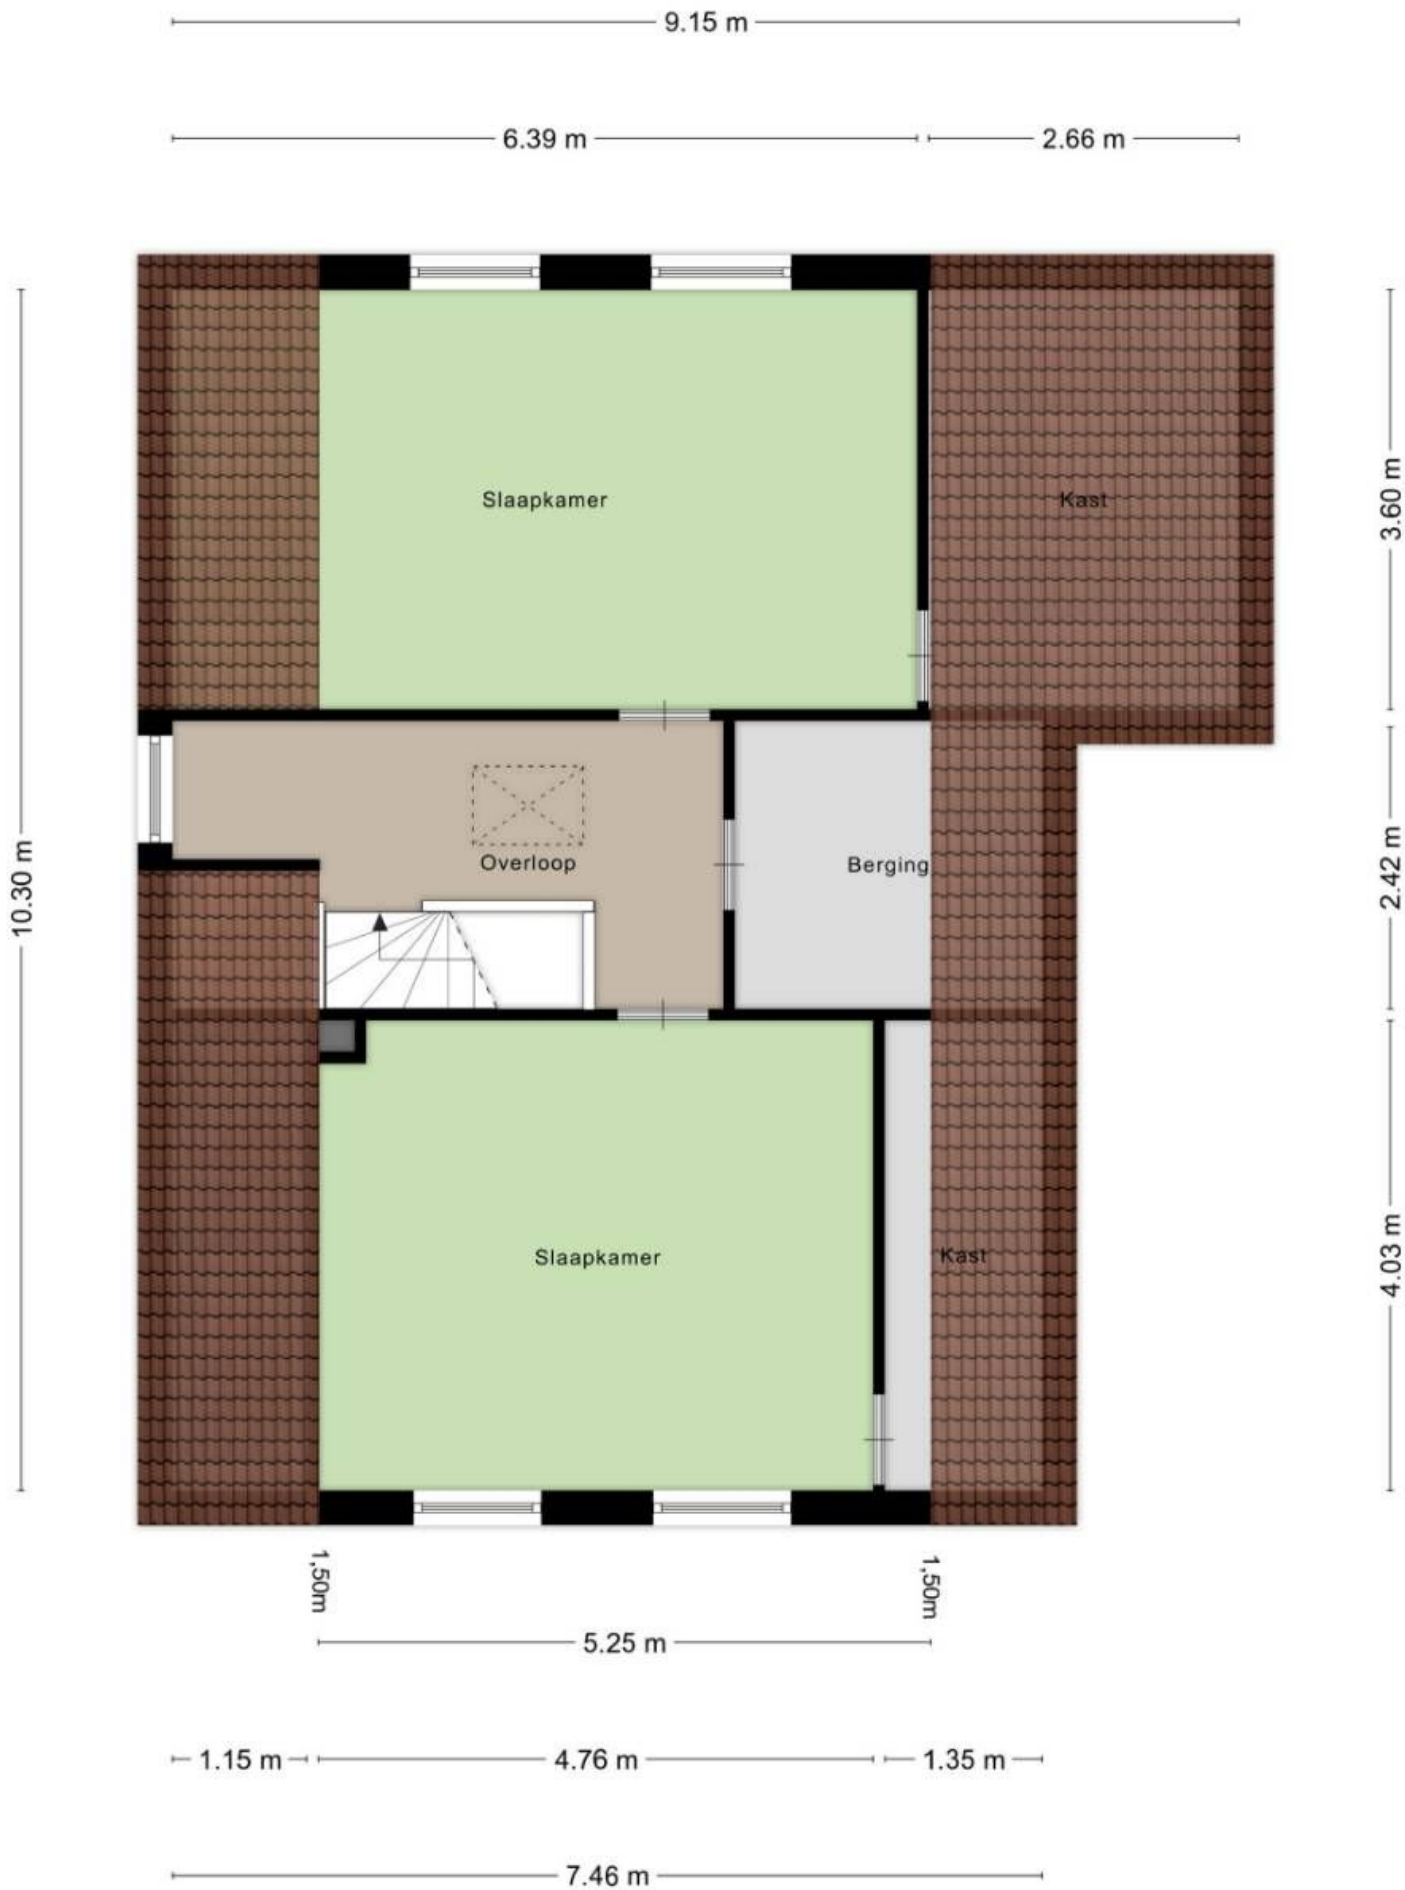 9.15 m
6.39 m
2.66 m
Slaapkamer
Kast
3.60 m
10.30 m
Overloop
Berging
2.42 m
Slaapkamer
Kast
4.03 m
1,50m
1,50m
5.25 m
1.15 m
4.76 m
1.35 m
7.46 m